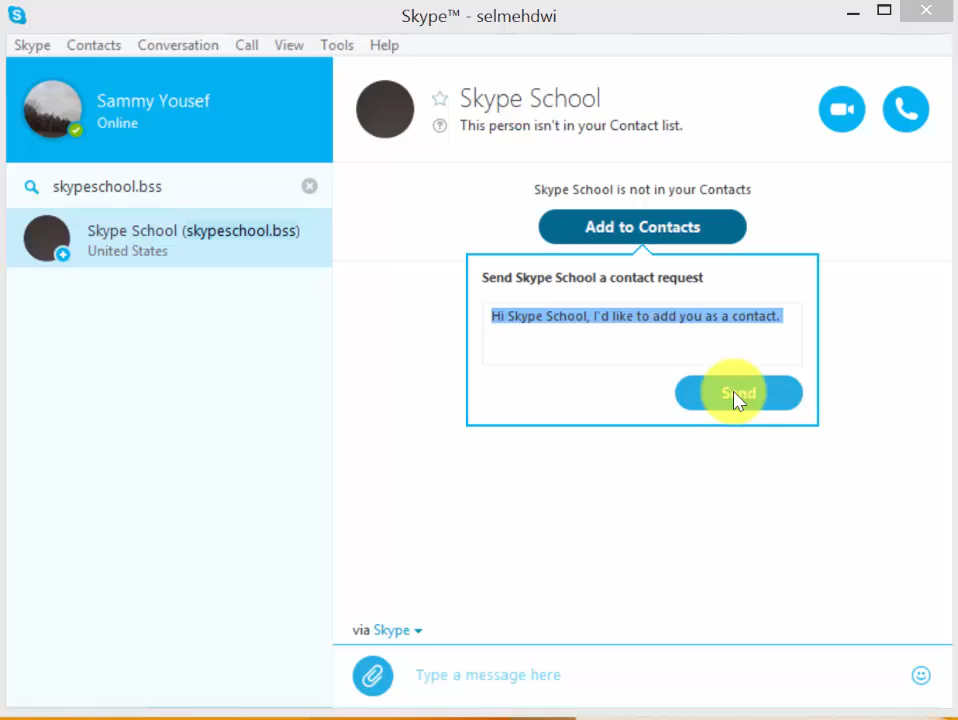 Skype™ - selmehdwi
Skype Contacts Conversation Call View Tools Help
Sammy Yousef
Online
skypeschool.bss
Skype School (skypeschool.bss)
United States
Skype School
This person isn't in your Contact list.
Skype School is not in your Contacts
Add to Contacts
Send Skype School a contact request
Hi Skype School, I'd like to add you as a contact.
Send
via Skype
Type a message here